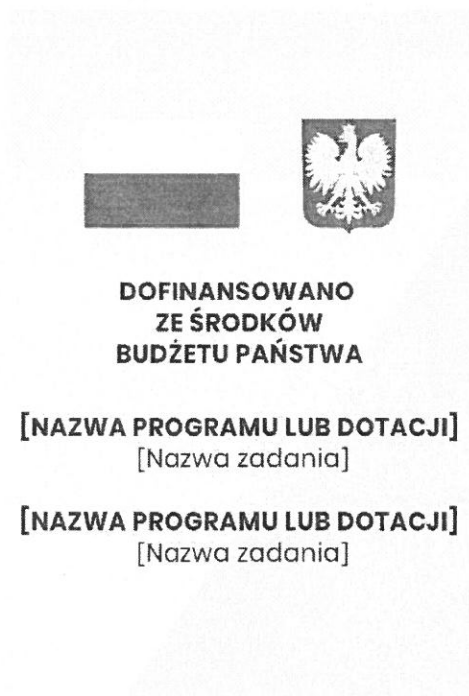 DOFINANSOWANO
ZE ŚRODKÓW
BUDŻETU PAŃSTWA
[NAZWA PROGRAMU LUB DOTACJI]
[Nazwa zadania]
[NAZWA PROGRAMU LUB DOTACJI]
[Nazwa zadania]